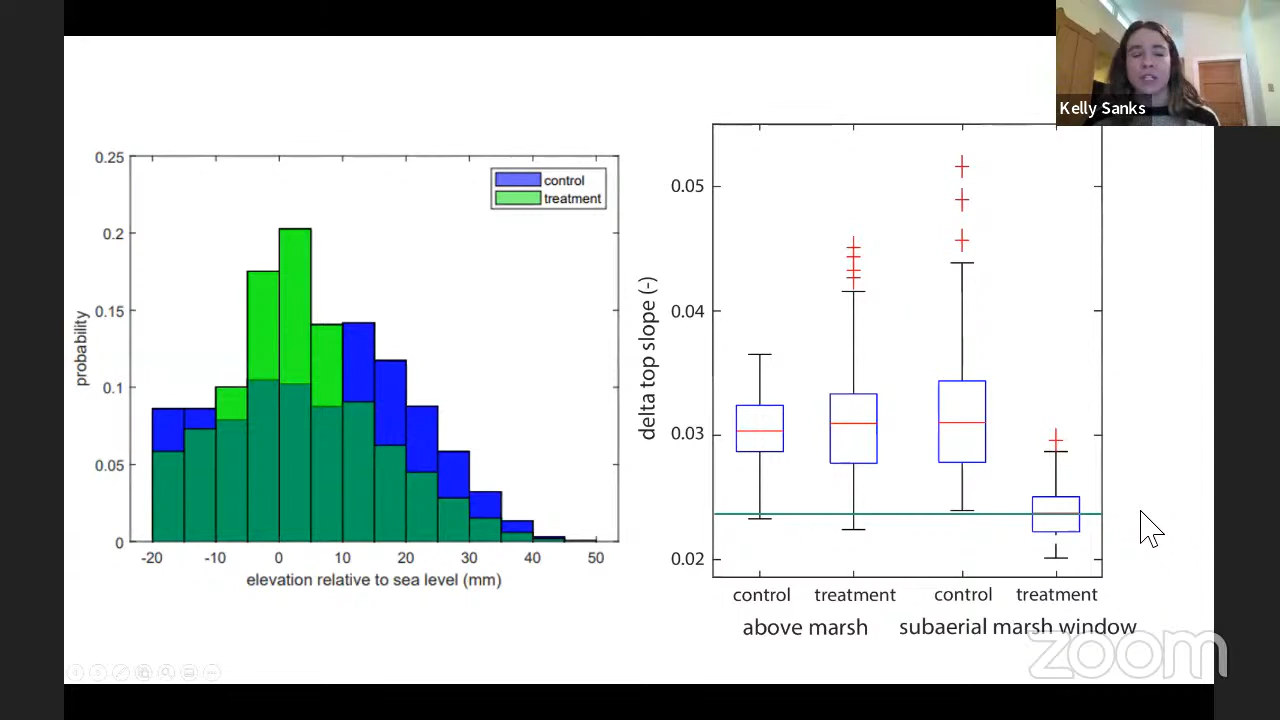 Kelly Sanks
0.25
0.2
0.15
0.1
0.05
0
probability
control
treatment
-20 -10 0 10 20 30 40 50
elevation relative to sea level (mm)
0.05
0.04
0.03
0.02
delta top slope (-)
control treatment control treatment
above marsh subaerial marsh window
zoom